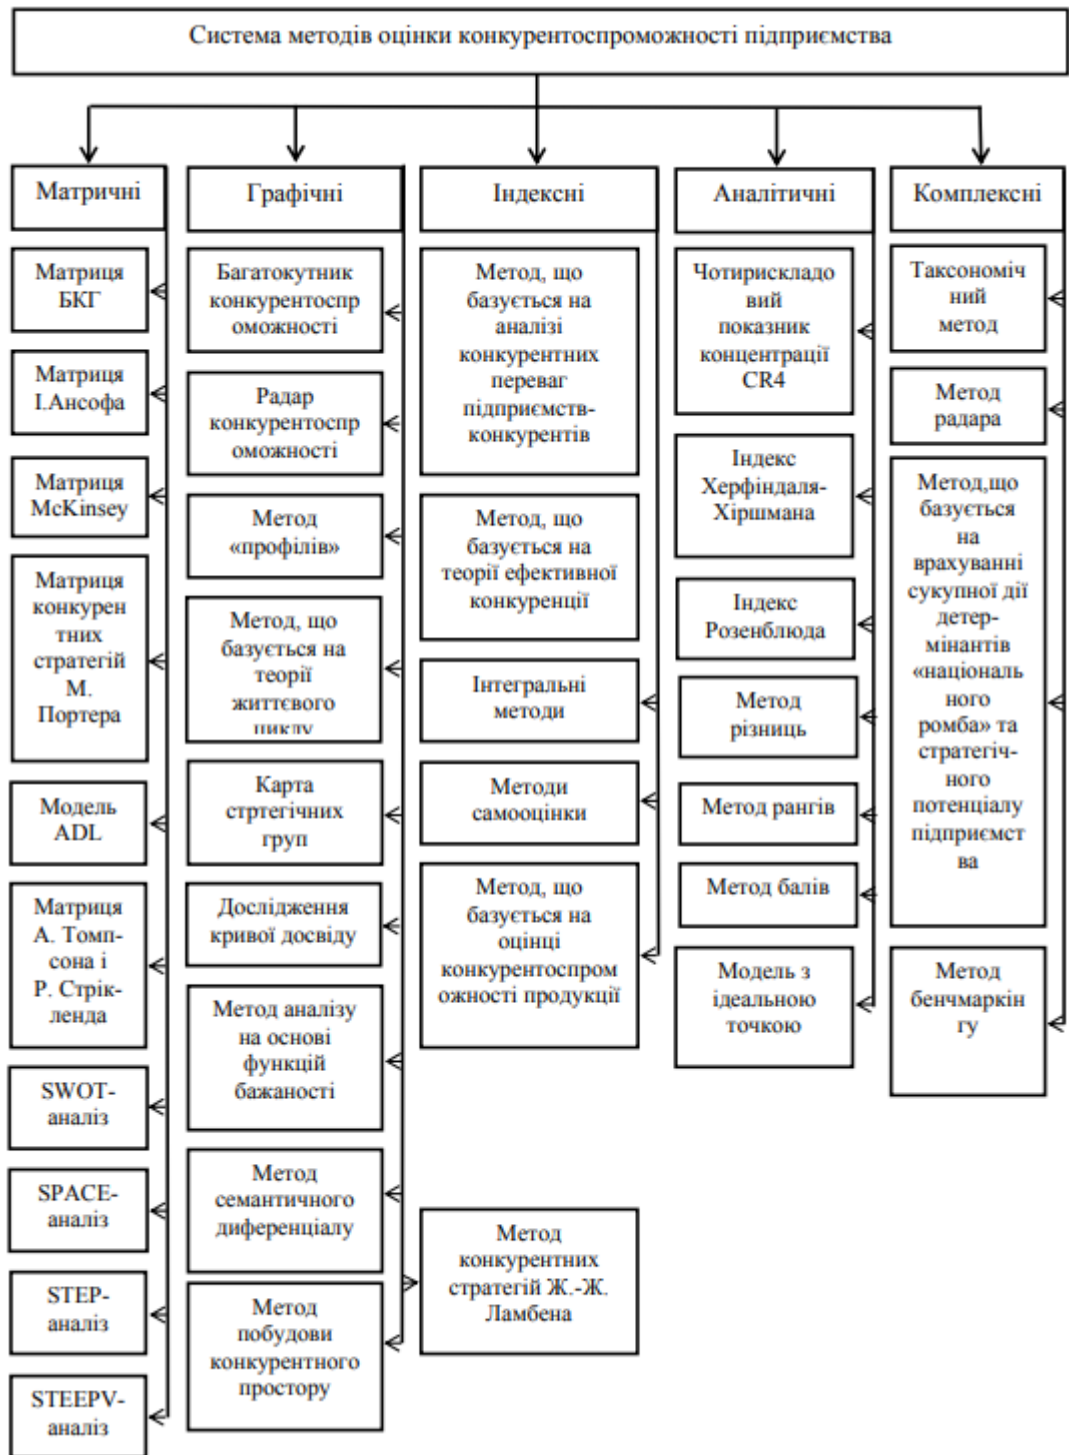 Система методів оцінки конкурентоспроможності підприємства
Матричні
Матриця
БКГ
Матриця
І.Ансофа
Матриця
McKinsey
Матриця
конкурен
тних
стратегій
М.
Портера
Модель
ADL
Матриця
А. Томп-
сона і
Р. Стрік-
ленда
SWOT-
аналіз
SPACE-
аналіз
STEP-
аналіз
STEEPV-
аналіз
Графічні
Багатокутник
конкурентоспр
оможності
Радар
конкурентоспр
оможності
Метод
«профілів»
Метод, що
базується на
теорії
життєвого
циклу
Карта
стртегічних
груп
Дослідження
кривої досвіду
Метод аналізу
на основі
функцій
бажаності
Метод
семантичного
диференціалу
Метод
побудови
конкурентного
простору
Індексні
Метод, що
базується на
аналізі
конкурентних
переваг
підприємств-
конкурентів
Метод, що
базується на
теорії ефективної
конкуренції
Інтегральні
методи
Методи
самооцінки
Метод, що
базується на
оцінці
конкурентоспром
ожності продукції
Метод
конкурентних
стратегій Ж.-Ж.
Ламбена
Аналітичні
Чотирискладо
вий
показник
концентрації
CR4
Індекс
Херфіндаля-
Хіршмана
Індекс
Розенблюда
Метод
різниць
Метод рангів
Метод балів
Модель з
ідеальною
точкою
Комплексні
Таксономіч
ний
метод
Метод
радара
Метод,що
базується
на
врахуванні
сукупної дії
детер-
мінантів
«національ
ного
ромба» та
стратегіч-
ного
потенціалу
підприємст
ва
Метод
бенчмаркін
гу